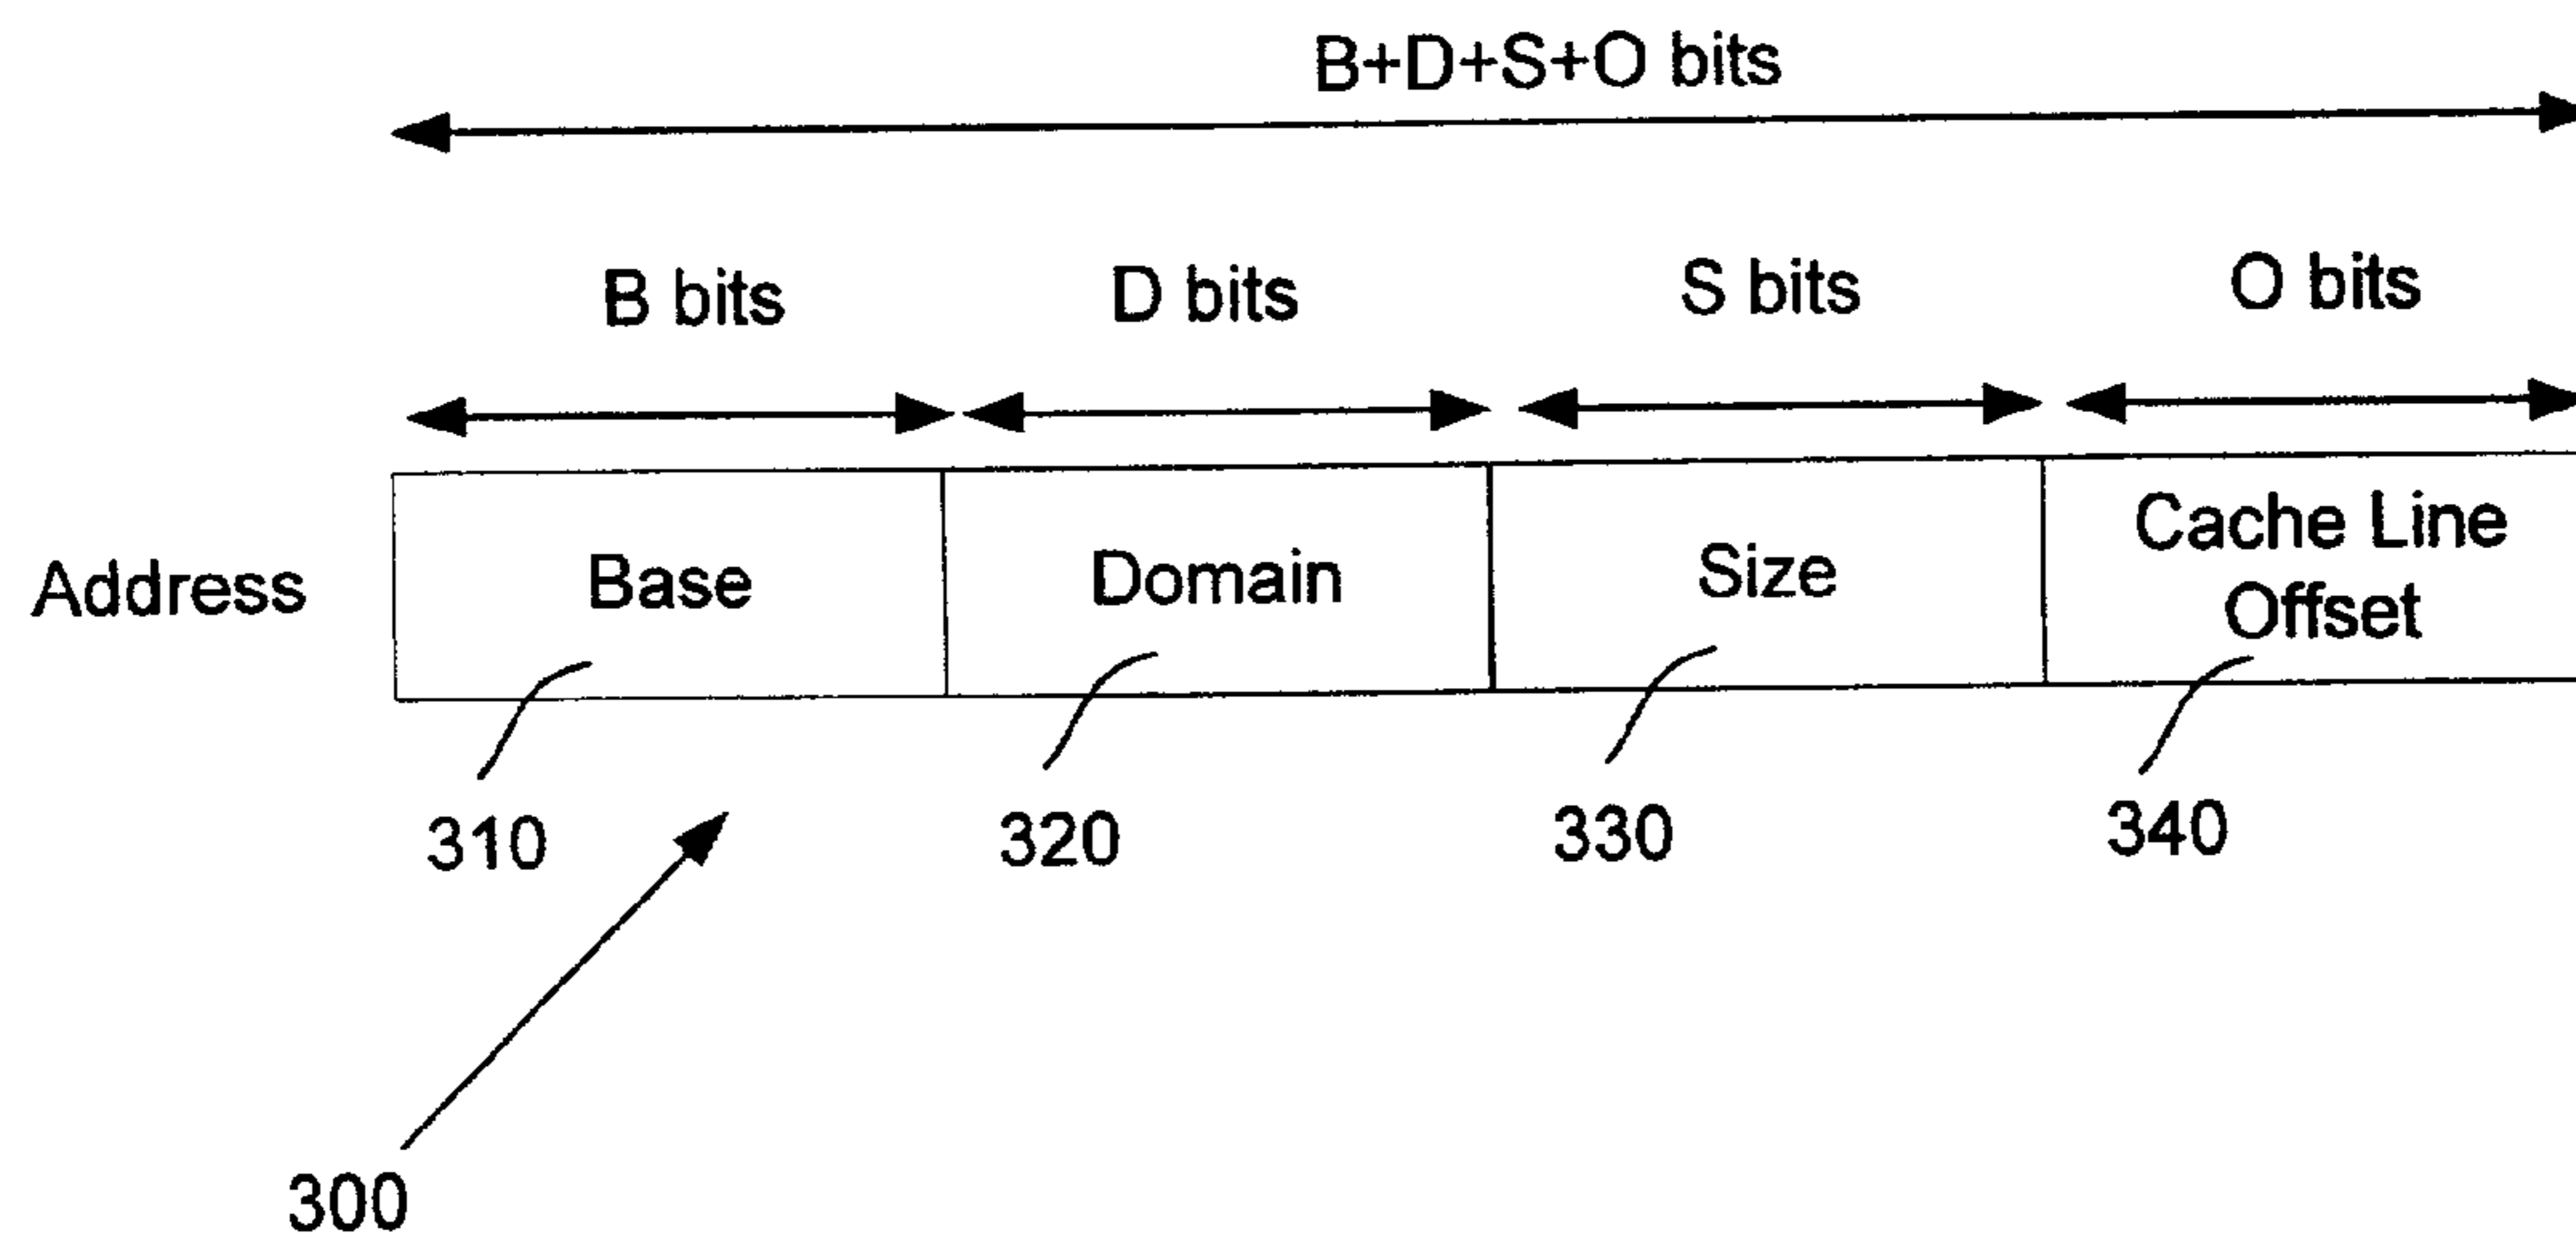 B+D+S+O bits
B bits
D bits
S bits
O bits
Address
Base
Domain
Size
Cache Line
Offset
310
320
330
340
300